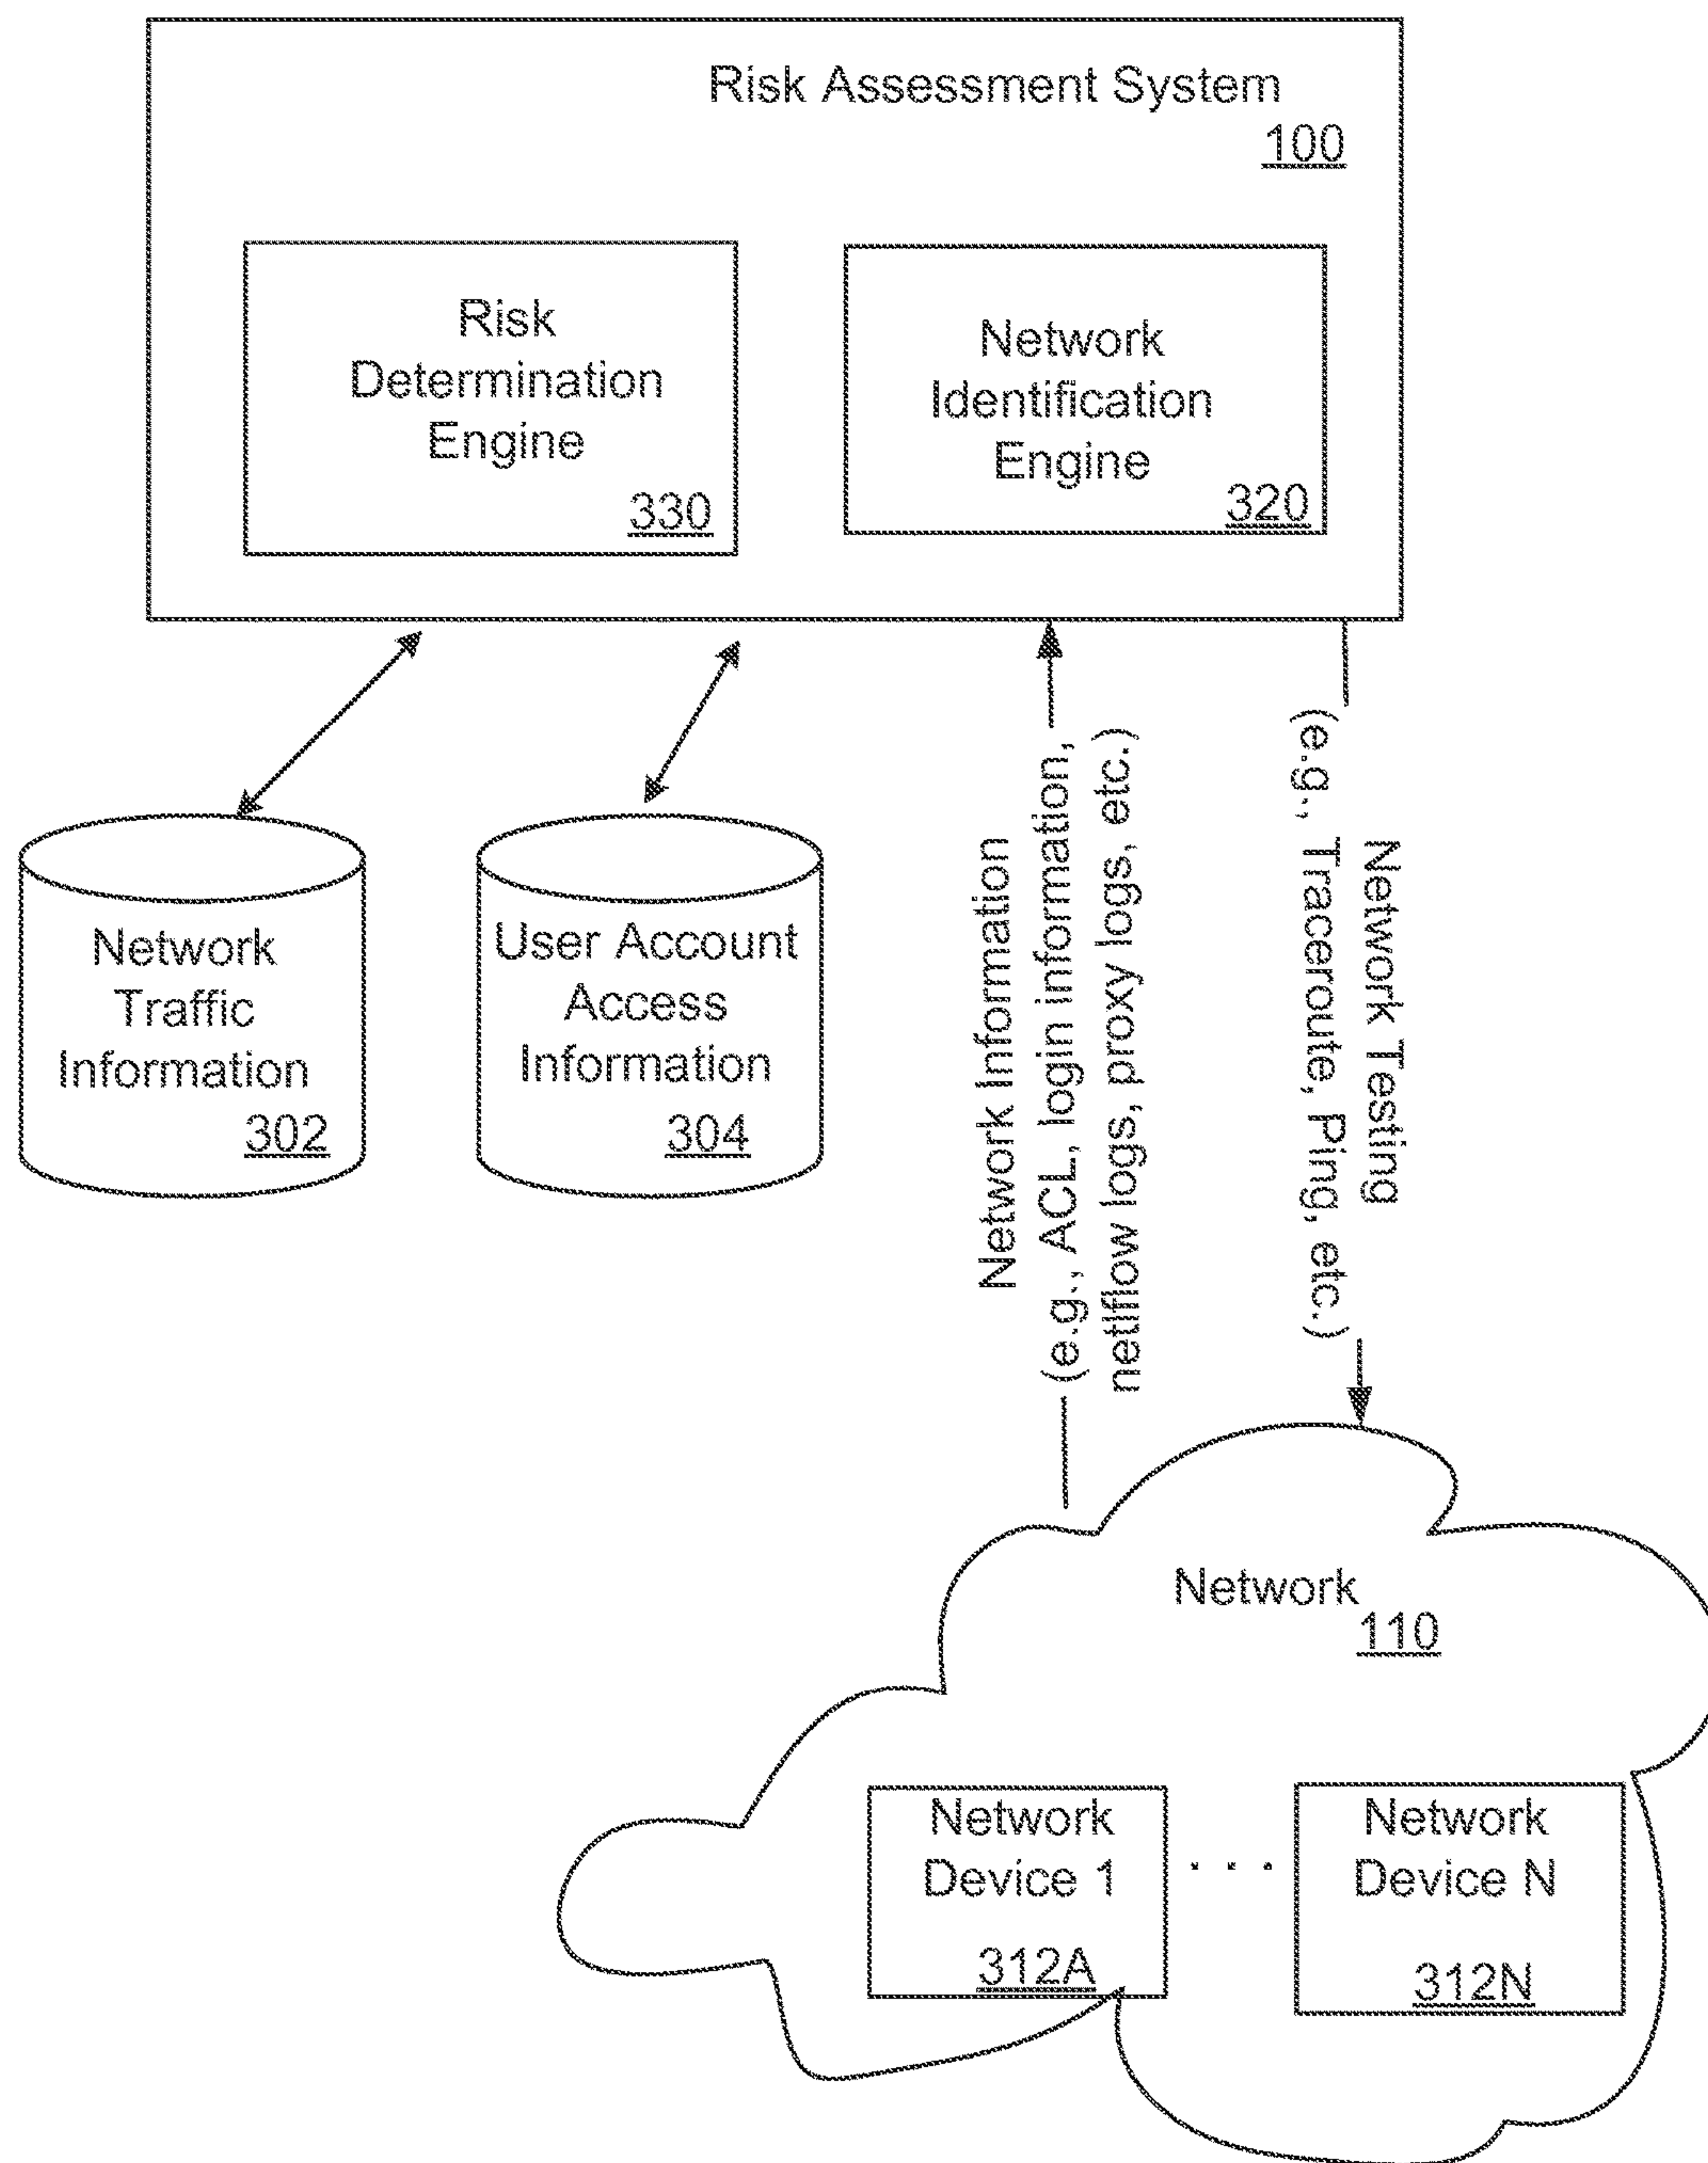 Risk Assessment System
100
Risk
Determination
Engine
330
Network
Identification
Engine
320
Network
Traffic
Information
302
User Account
Access
Information
304
Network Information
(e.g., ACL, login information,
netlflow logs, proxy logs, etc.)
Network Testing
(e.g., Traceroute, Ping, etc.)
Network
110
Network
Device 1
312A
. . .
Network
Device N
312N